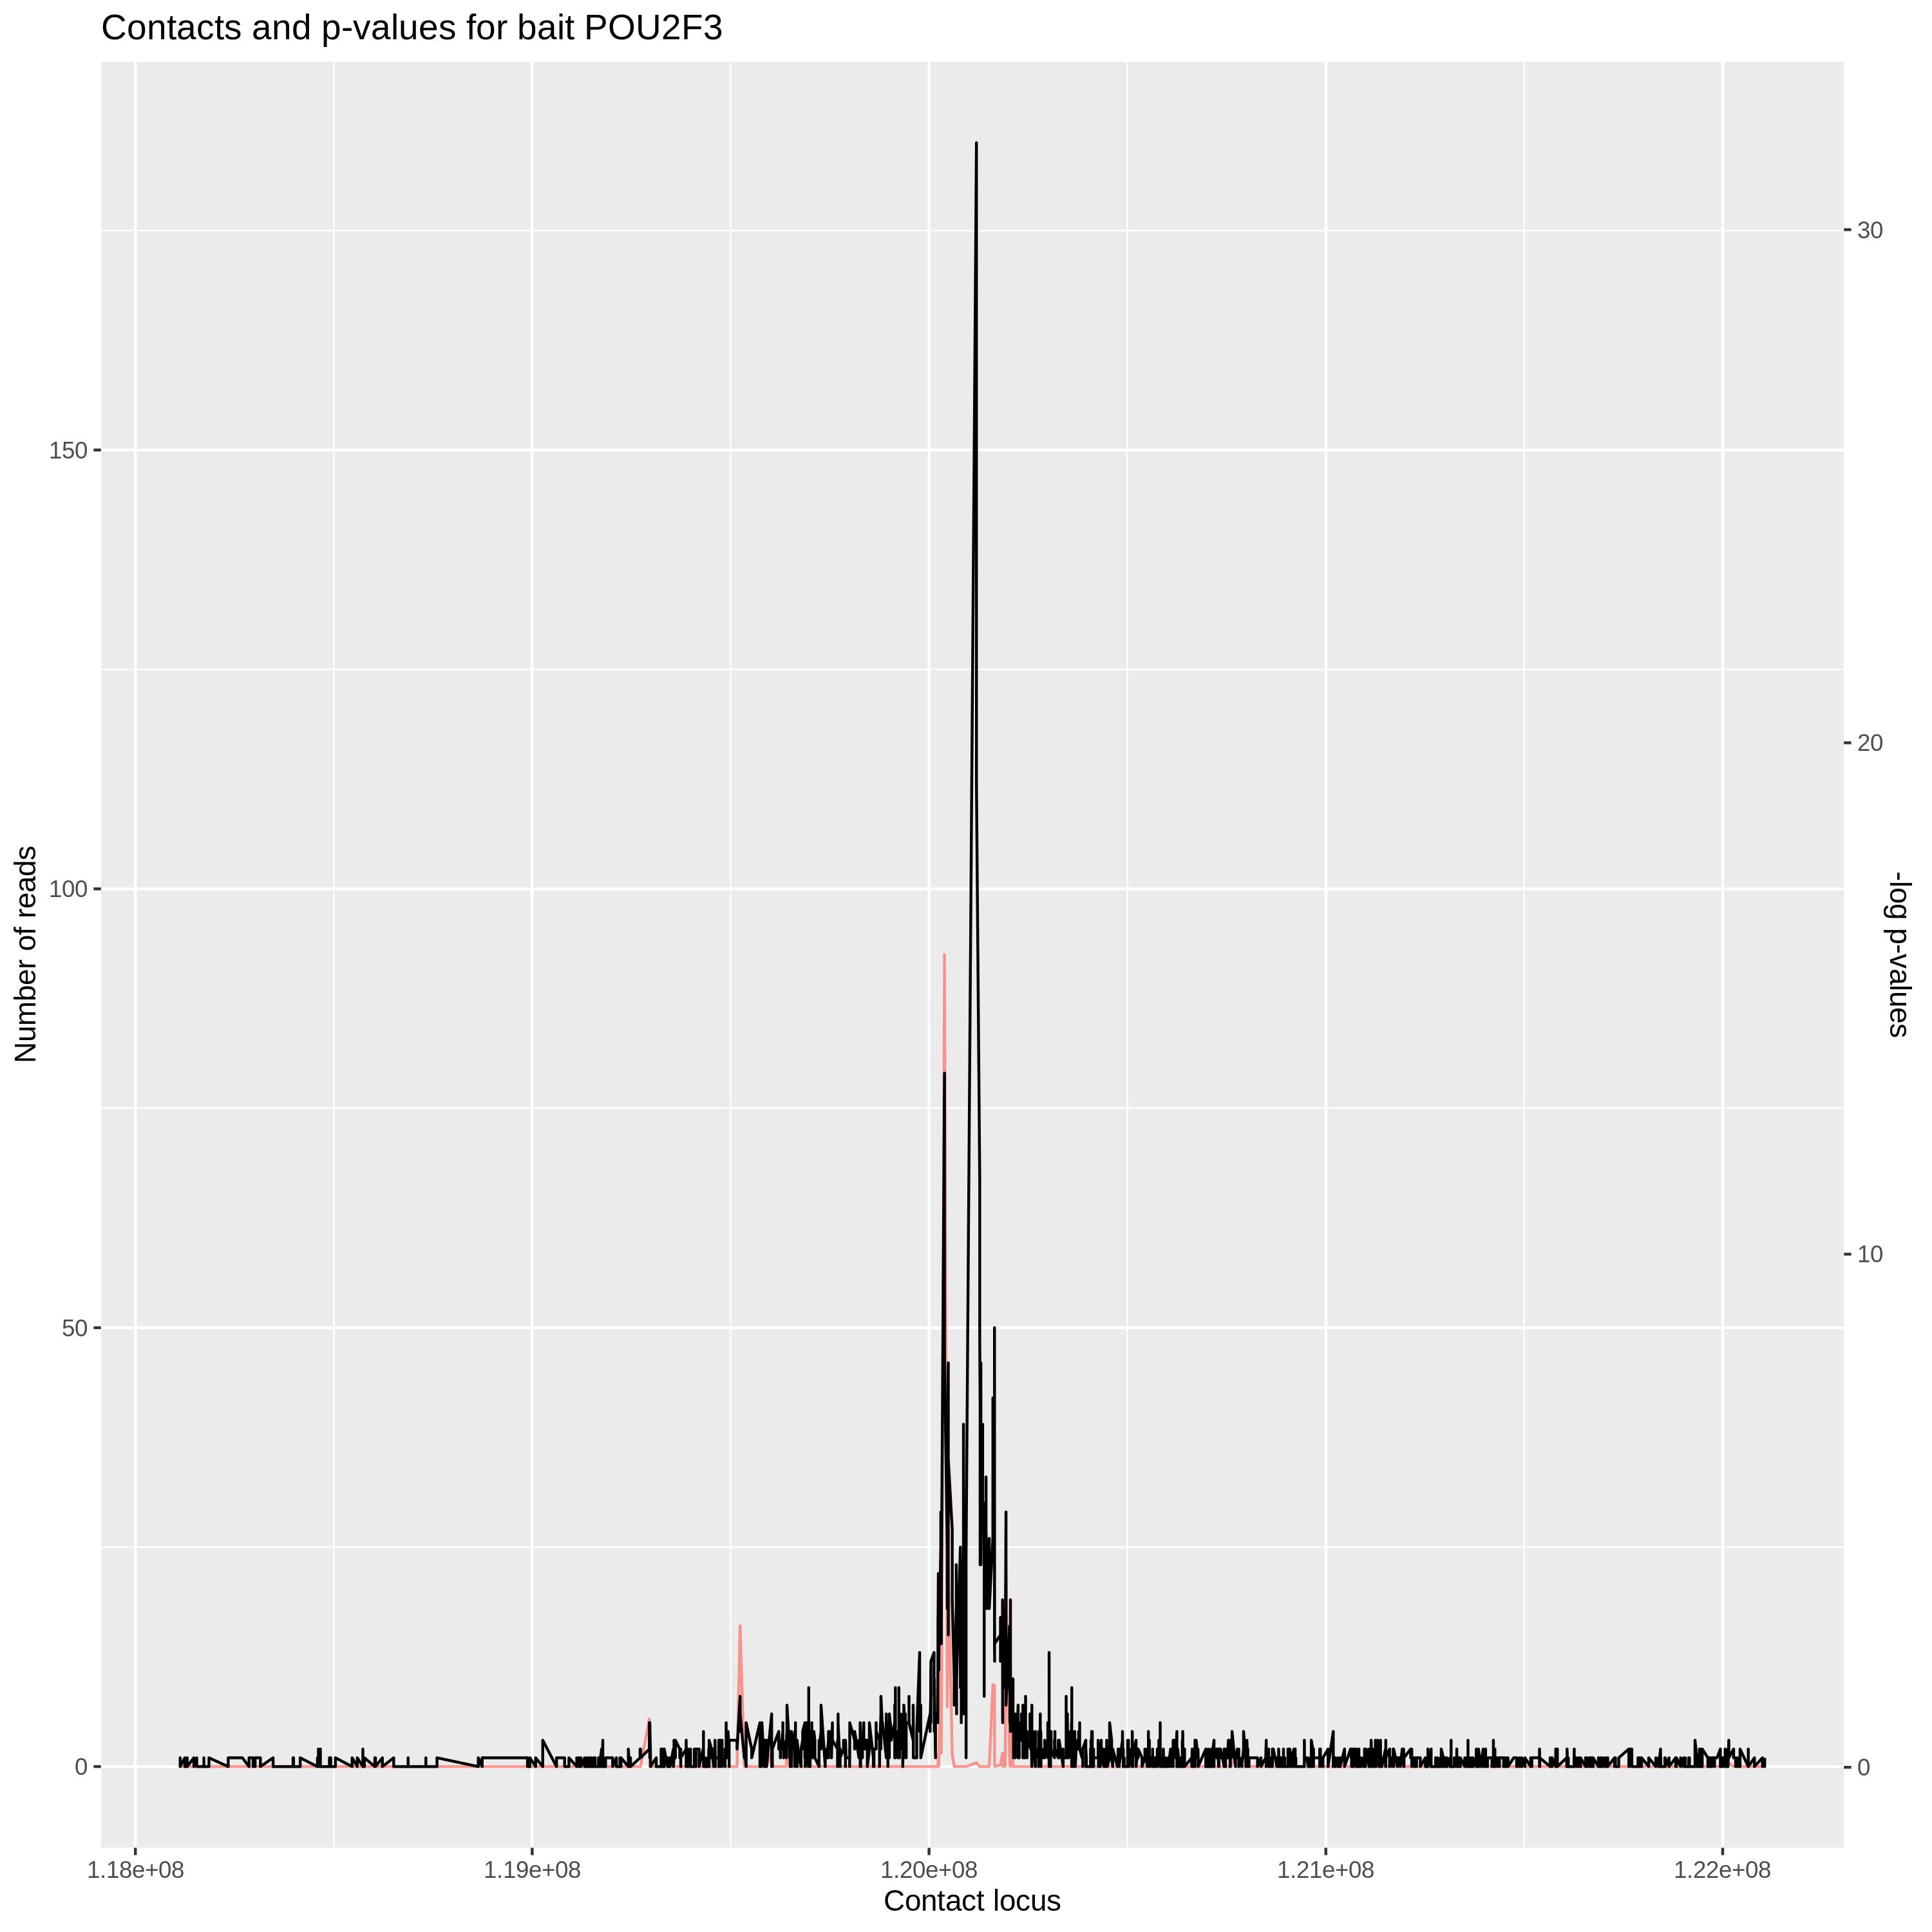 Contacts and p-values for bait POU2F3
Number of reads
150
100
50
0
30
20
10
0
-log p-values
1.18e+08
1.19e+08
1.20e+08
1.21e+08
1.22e+08
Contact locus